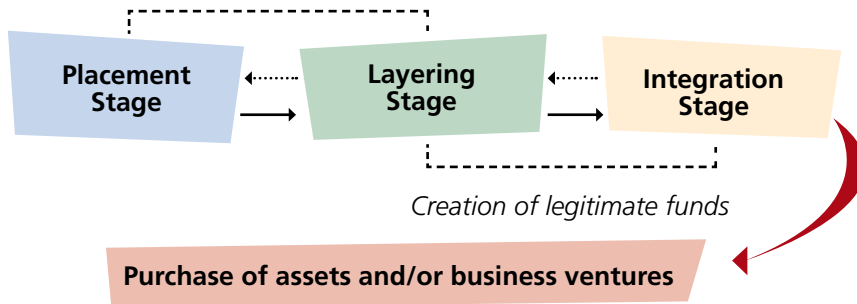 Placement
Stage
Layering
Stage
Integration
Stage
Creation of legitimate funds
Purchase of assets and/or business ventures